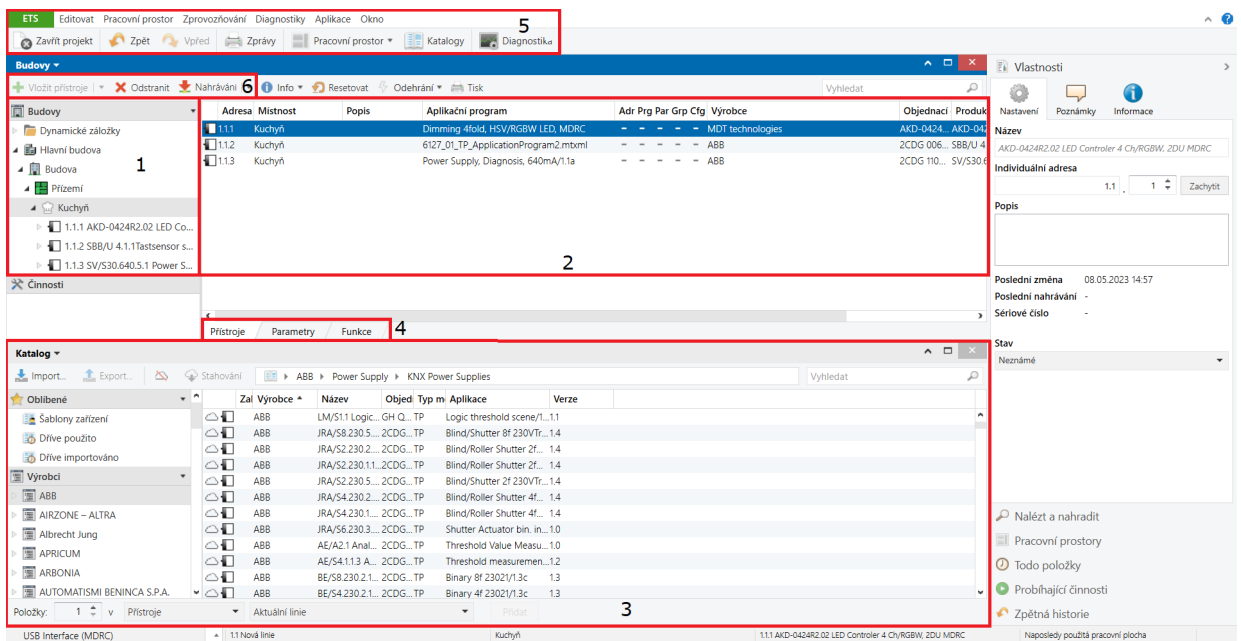 ETS Editovat Pracovní prostor Zprovozňování Diagnostiky Aplikace Okno 5
Zavřít projekt Zpět Vpřed Zprávy Pracovní prostor Katalogy Diagnostika
Budovy
Vložit přístroje Odstranit Nahrávání 6 Info Resetovat Odehrání Tisk Vyhledat
Budovy
Dynamické záložky
Hlavní budova
Budova 1
Přízemí
Kuchyň
1.1.1 AKD-0424R2.02 LED Co...
1.1.2 SBB/U 4.1.1Tastsensor s...
1.1.3 SV/S30.640.5.1 Power S...
Činnosti
Adresa Místnost Popis Aplikační program Adr Prg Par Grp Cfg Výrobce Objednací Produk
1.1.1 Kuchyň Dimming 4fold, HSV/RGBW LED, MDRC - - - - - MDT technologies AKD-0424... AKD-042
1.1.2 Kuchyň 6127_01_TP_ApplicationProgram2.mtxml - - - - - ABB 2CDG 006... SBB/U 4
1.1.3 Kuchyň Power Supply, Diagnosis, 640mA/1.1a - - - - - ABB 2CDG 110... SV/S30.6
2
Přístroje Parametry Funkce 4
Vlastnosti
Nastavení Poznámky Informace
Název
AKD-0424R2.02 LED Controler 4 Ch/RGBW, 2DU MDRC
Individuální adresa
1.1 . 1 Zachytit
Popis
Poslední změna 08.05.2023 14:57
Poslední nahrávání -
Sériové číslo -
Stav
Neznámé
Nalézt a nahradit
Pracovní prostory
Todo položky
Probíhající činnosti
Zpětná historie
Katalog
Import... Export... Stahování ABB Power Supply KNX Power Supplies Vyhledat
Oblíbené
Šablony zařízení
Dříve použito
Dříve importováno
Výrobci
ABB
AIRZONE – ALTRA
Albrecht Jung
APRICUM
ARBONIA
AUTOMATISMI BENINCA S.P.A.
Zal Výrobce Název Objed Typ m Aplikace Verze
ABB LM/S1.1 Logic... GH Q... TP Logic threshold scene/1... 1.1
ABB JRA/S8.230.5.... 2CDG... TP Blind/Shutter 8f 230VTr... 1.4
ABB JRA/S2.230.2.... 2CDG... TP Blind/Roller Shutter 2f... 1.4
ABB JRA/S2.230.1.1... 2CDG... TP Blind/Roller Shutter 2f... 1.4
ABB JRA/S2.230.5.... 2CDG... TP Blind/Shutter 2f 230VTr... 1.4
ABB JRA/S4.230.2.... 2CDG... TP Blind/Roller Shutter 4f... 1.4
ABB JRA/S4.230.1.... 2CDG... TP Blind/Roller Shutter 4f... 1.4
ABB JRA/S6.230.3.... 2CDG... TP Shutter Actuator bin. in... 1.0
ABB AE/A2.1 Anal... 2CDG... TP Threshold Value Measu... 1.0
ABB AE/S4.1.1.3 A... 2CDG... TP Threshold measuremen... 1.2
ABB BE/S8.230.2.1... 2CDG... TP Binary 8f 23021/1.3c 1.3
ABB BE/S4.230.2.1... 2CDG... TP Binary 4f 23021/1.3c 1.3
Položky: 1 v Přístroje Aktuální linie Přidat 3
USB Interface (MDRC) 1.1 Nová linie Kuchyň 1.1.1 AKD-0424R2.02 LED Controler 4 Ch/RGBW, 2DU MDRC Naposledy použitá pracovní plocha